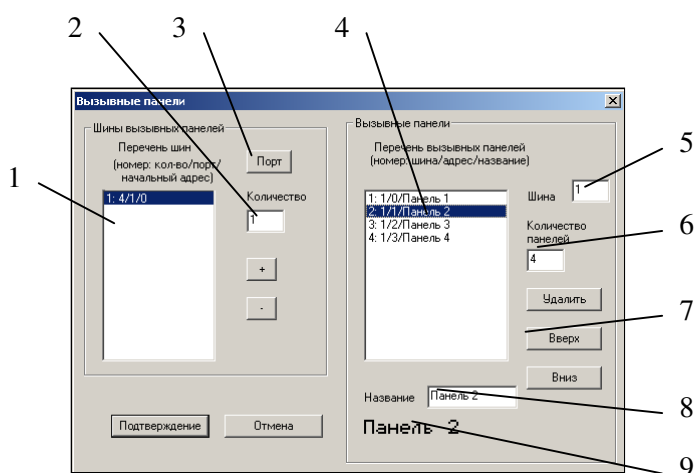 2 3 4
Вызывные панели
Шины вызывных панелей
Перечень шин
(номер: кол-во/порт/
начальный адрес)
Порт
1
1: 4/1/0
Количество
1
+
-
Подтверждение
Отмена
Вызывные панели
Перечень вызывных панелей
(номер: шина/адрес/название)
1: 1/0/Панель 1
2: 1/1/Панель 2
3: 1/2/Панель 3
4: 1/3/Панель 4
Шина
1
5
Количество
панелей
6
4
Удалить
7
Вверх
Вниз
Название
Панель 2
8
Панель 2
9